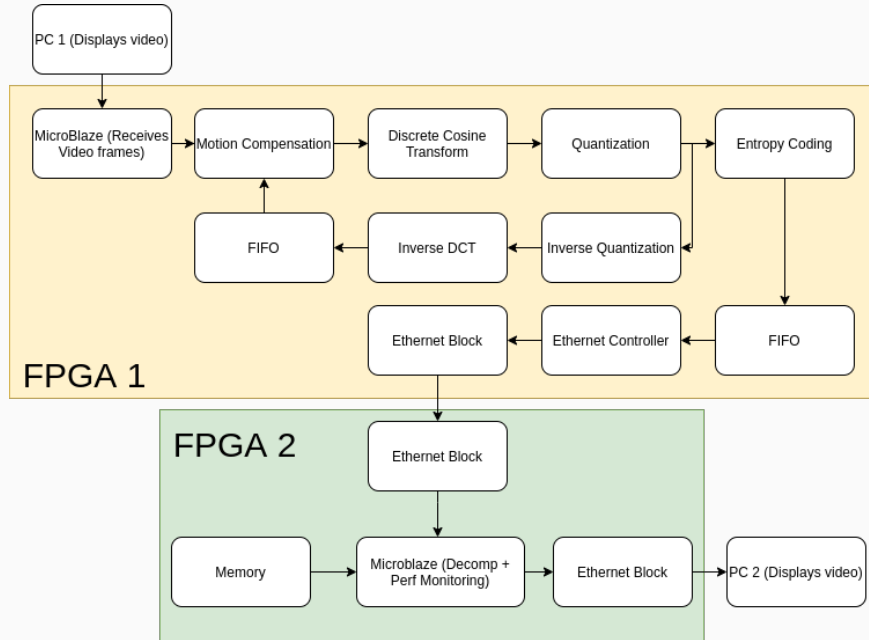 PC 1 (Displays video)
MicroBlaze (Receives
Video frames)
Motion Compensation
Discrete Cosine
Transform
Quantization
Entropy Coding
FIFO
Inverse DCT
Inverse Quantization
Ethernet Block
Ethernet Controller
FIFO
FPGA 1
FPGA 2
Ethernet Block
Memory
Microblaze (Decomp +
Perf Monitoring)
Ethernet Block
PC 2 (Displays video)